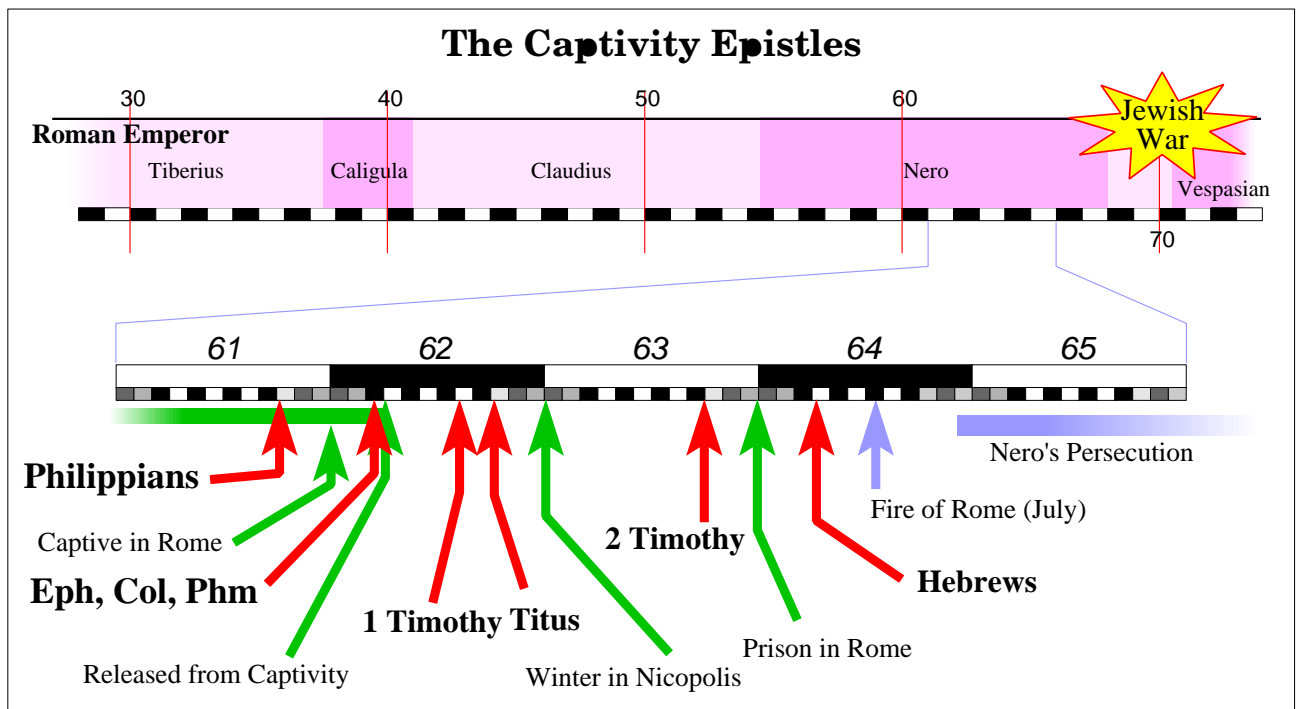 The Captivity Epistles
30 40 50 60
Jewish
War
Roman Emperor
Tiberius Caligula Claudius Nero Vespasian
70
61 62 63 64 65
Philippians
Captive in Rome
Eph, Col, Phm
Released from Captivity
1 Timothy Titus
Winter in Nicopolis
2 Timothy
Prison in Rome
Hebrews
Fire of Rome (July)
Nero's Persecution